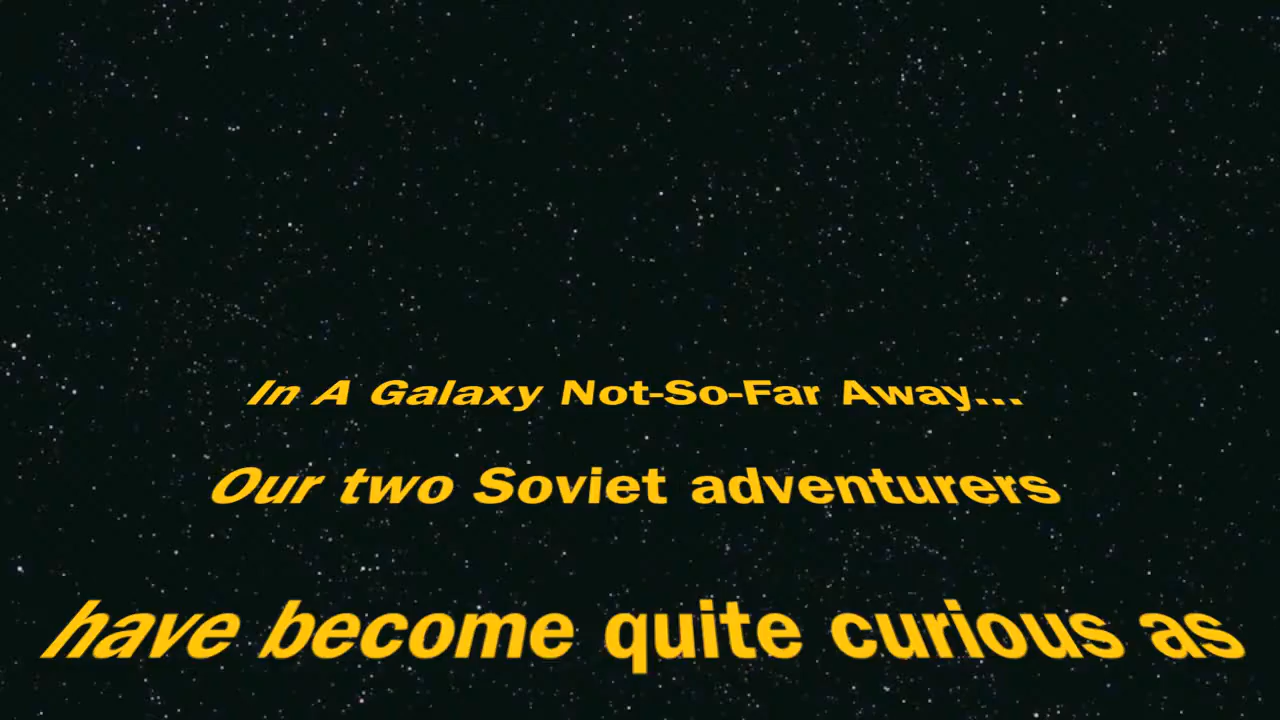 In A Galaxy Not-So-Far Away...
Our two Soviet adventurers
have become quite curious as